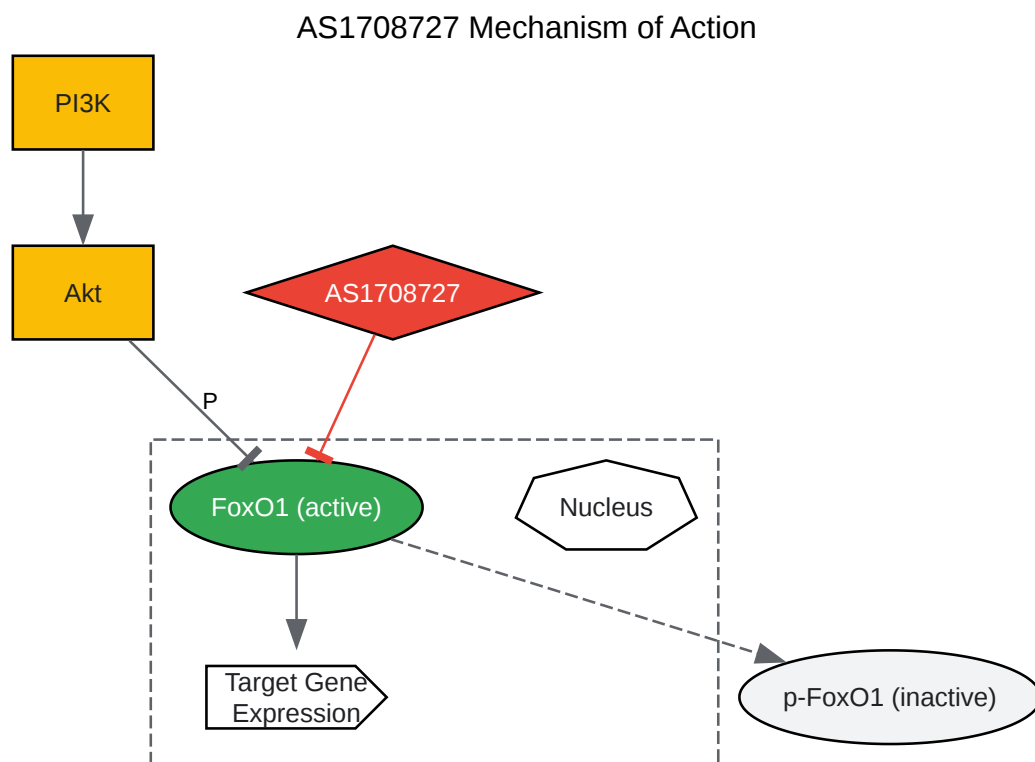 AS1708727 Mechanism of Action
PI3K
Akt
AS1708727
P
FoxO1 (active)
Nucleus
Target Gene
Expression
p-FoxO1 (inactive)